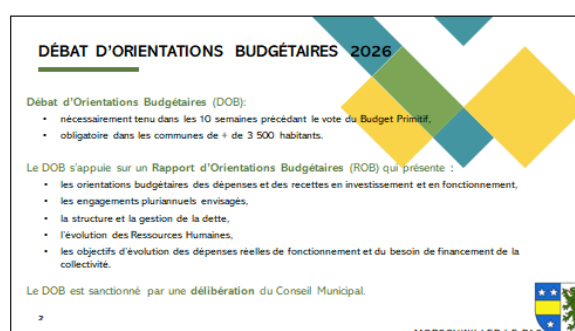 DÉBAT D'ORIENTATIONS BUDGÉTAIRES 2026
Débat d'Orientations Budgétaires (DOB):
• nécessairement tenu dans les 10 semaines précédant le vote du Budget Primitif,
• obligatoire dans les communes de + de 3 500 habitants.
Le DOB s'appuie sur un Rapport d'Orientations Budgétaires (ROB) qui présente :
• les orientations budgétaires des dépenses et des recettes en investissement et en fonctionnement,
• les engagements pluriannuels envisagés,
• la structure et la gestion de la dette,
• l'évolution des Ressources Humaines,
• les objectifs d'évolution des dépenses réelles de fonctionnement et du besoin de financement de la
collectivité.
Le DOB est sanctionné par une délibération du Conseil Municipal.
2